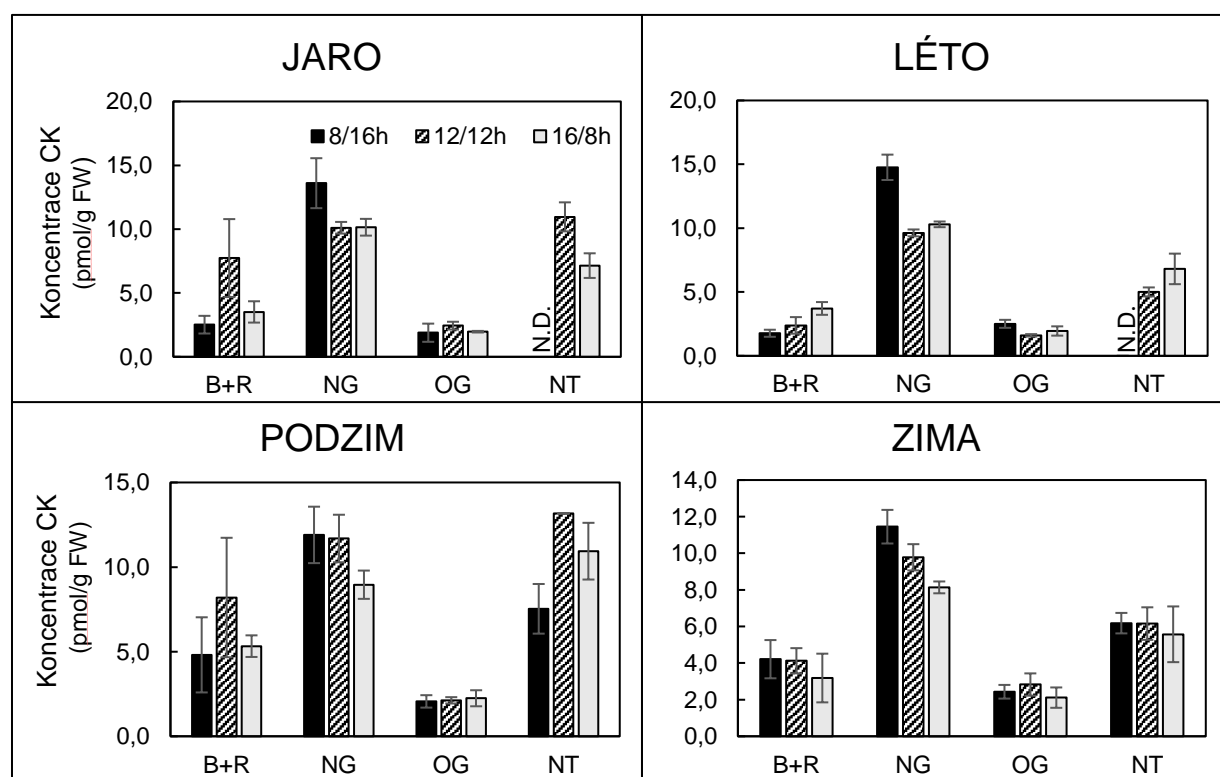 JARO
20,0
15,0
10,0
5,0
0,0
Koncentrace CK
(pmol/g FW)
8/16h 12/12h 16/8h
N.D.
B+R NG OG NT
LÉTO
20,0
15,0
10,0
5,0
0,0
N.D.
B+R NG OG NT
PODZIM
15,0
10,0
5,0
0,0
Koncentrace CK
(pmol/g FW)
B+R NG OG NT
ZIMA
14,0
12,0
10,0
8,0
6,0
4,0
2,0
0,0
B+R NG OG NT